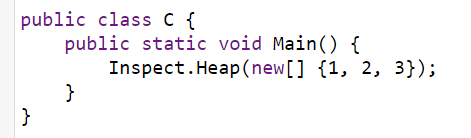 public class C {
    public static void Main() {
        Inspect.Heap(new[] {1, 2, 3});
    }
}